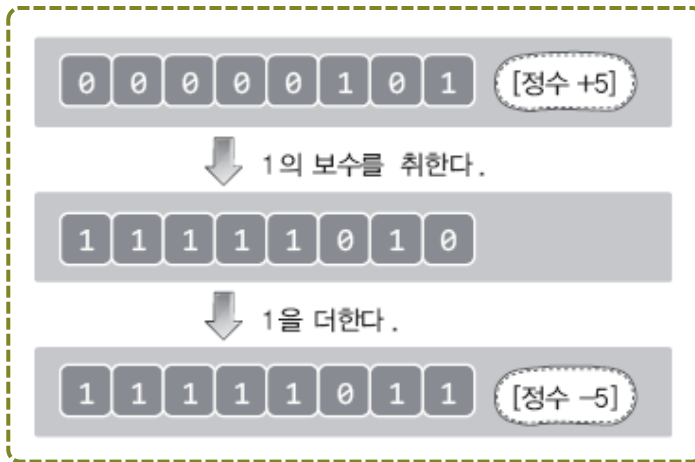 0 0 0 0 0 1 0 1 [정수 +5]
1의 보수를 취한다.
1 1 1 1 1 0 1 0
1을 더한다.
1 1 1 1 1 0 1 1 [정수 –5]